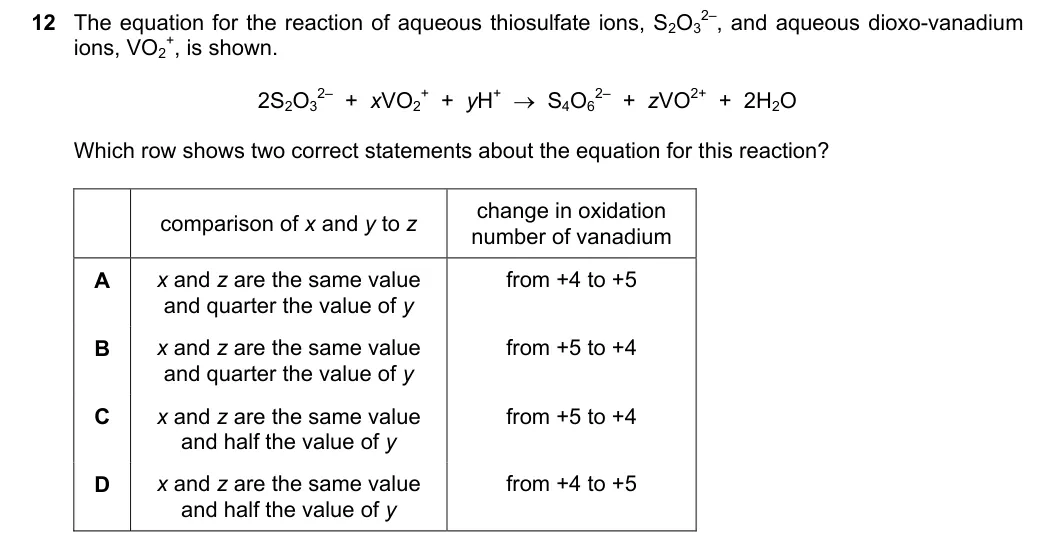 12 The equation for the reaction of aqueous thiosulfate ions, S₂O₃²⁻, and aqueous dioxo-vanadium
ions, VO₂⁺, is shown.
2S₂O₃²⁻ + xVO₂⁺ + yH⁺ → S₄O₆²⁻ + zVO²⁺ + 2H₂O
Which row shows two correct statements about the equation for this reaction?
comparison of x and y to z
change in oxidation
number of vanadium
A x and z are the same value from +4 to +5
and quarter the value of y
B x and z are the same value from +5 to +4
and quarter the value of y
C x and z are the same value from +5 to +4
and half the value of y
D x and z are the same value from +4 to +5
and half the value of y